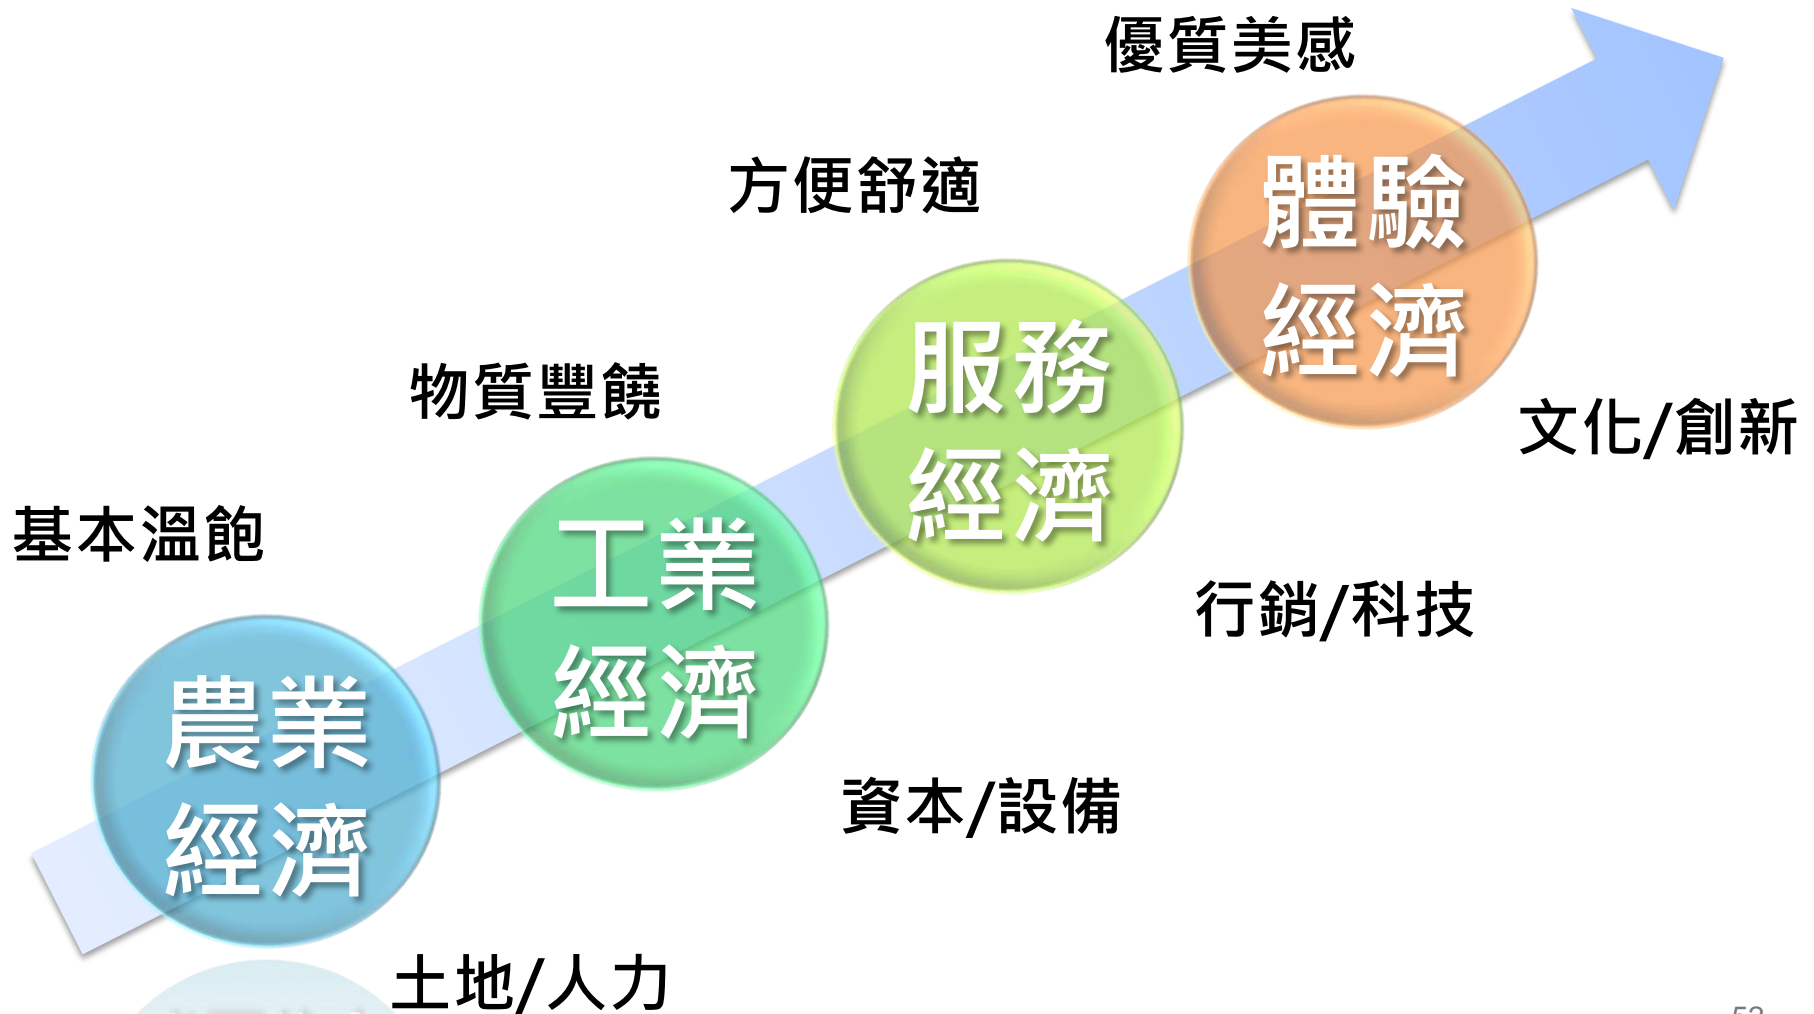 優質美感
體驗
經濟
文化/創新
方便舒適
服務
經濟
行銷/科技
物質豐饒
工業
經濟
資本/設備
基本溫飽
農業
經濟
土地/人力